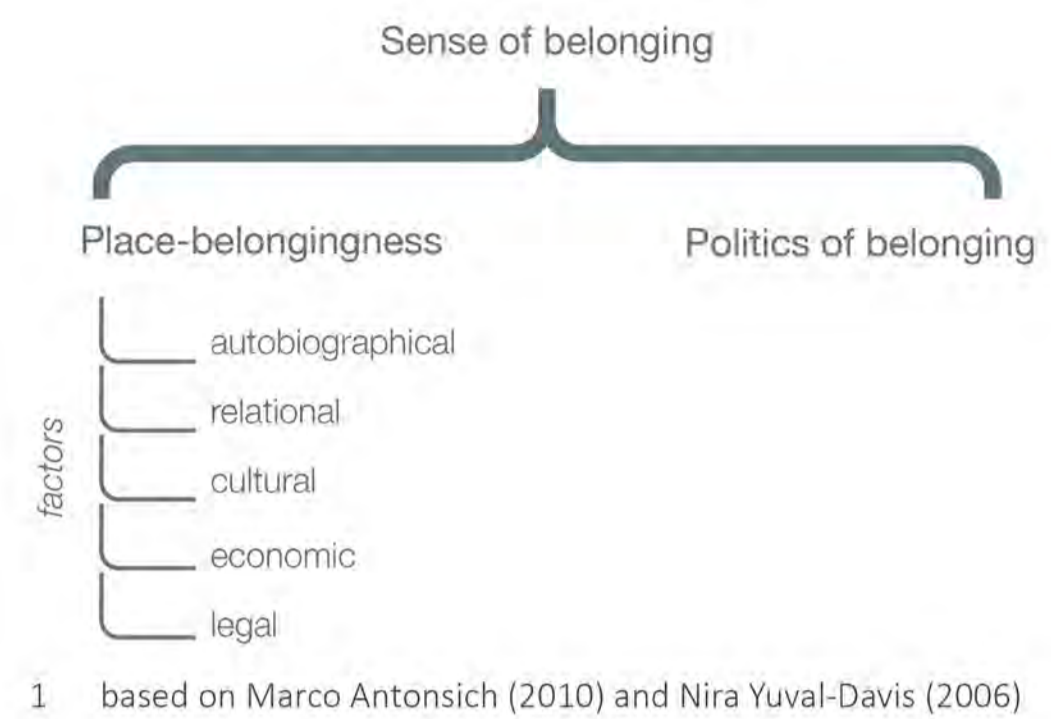 Sense of belonging
Place-belongingness
Politics of belonging
factors
autobiographical
relational
cultural
economic
legal
1 based on Marco Antonsich (2010) and Nira Yuval-Davis (2006)